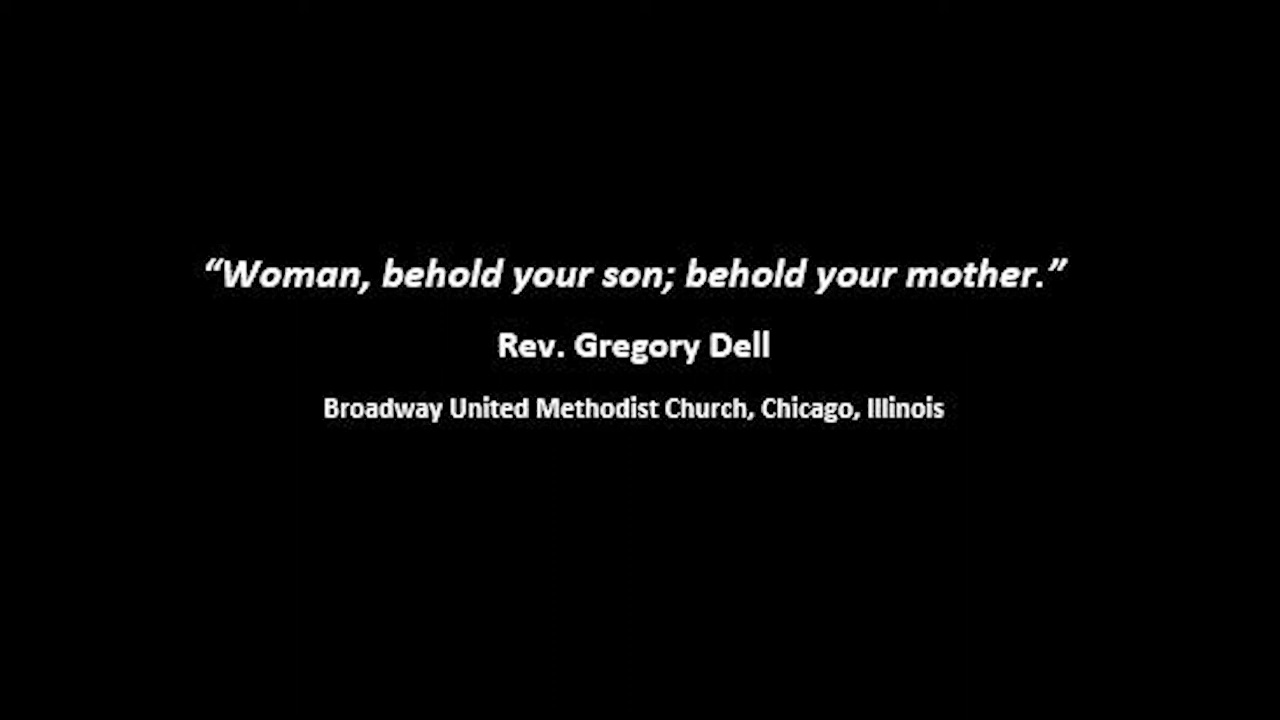 “Woman, behold your son; behold your mother.”
Rev. Gregory Dell
Broadway United Methodist Church, Chicago, Illinois